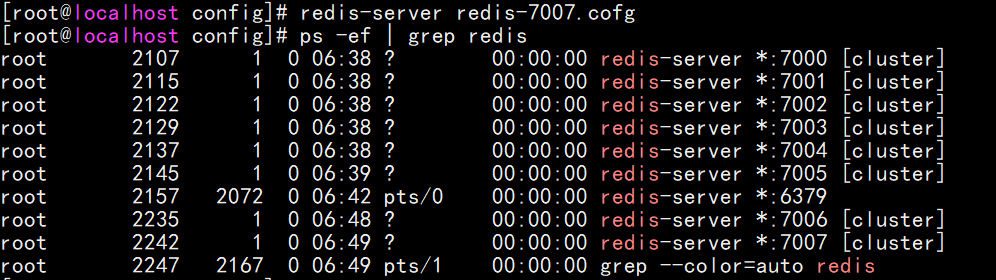 [root@localhost config]# redis-server redis-7007.cofg
[root@localhost config]# ps -ef | grep redis
root 2107 1 0 06:38 ? 00:00:00 redis-server *:7000 [cluster]
root 2115 1 0 06:38 ? 00:00:00 redis-server *:7001 [cluster]
root 2122 1 0 06:38 ? 00:00:00 redis-server *:7002 [cluster]
root 2129 1 0 06:38 ? 00:00:00 redis-server *:7003 [cluster]
root 2137 1 0 06:38 ? 00:00:00 redis-server *:7004 [cluster]
root 2145 1 0 06:39 ? 00:00:00 redis-server *:7005 [cluster]
root 2157 2072 0 06:42 pts/0 00:00:00 redis-server *:6379
root 2235 1 0 06:48 ? 00:00:00 redis-server *:7006 [cluster]
root 2242 1 0 06:49 ? 00:00:00 redis-server *:7007 [cluster]
root 2247 2167 0 06:49 pts/1 00:00:00 grep --color=auto redis